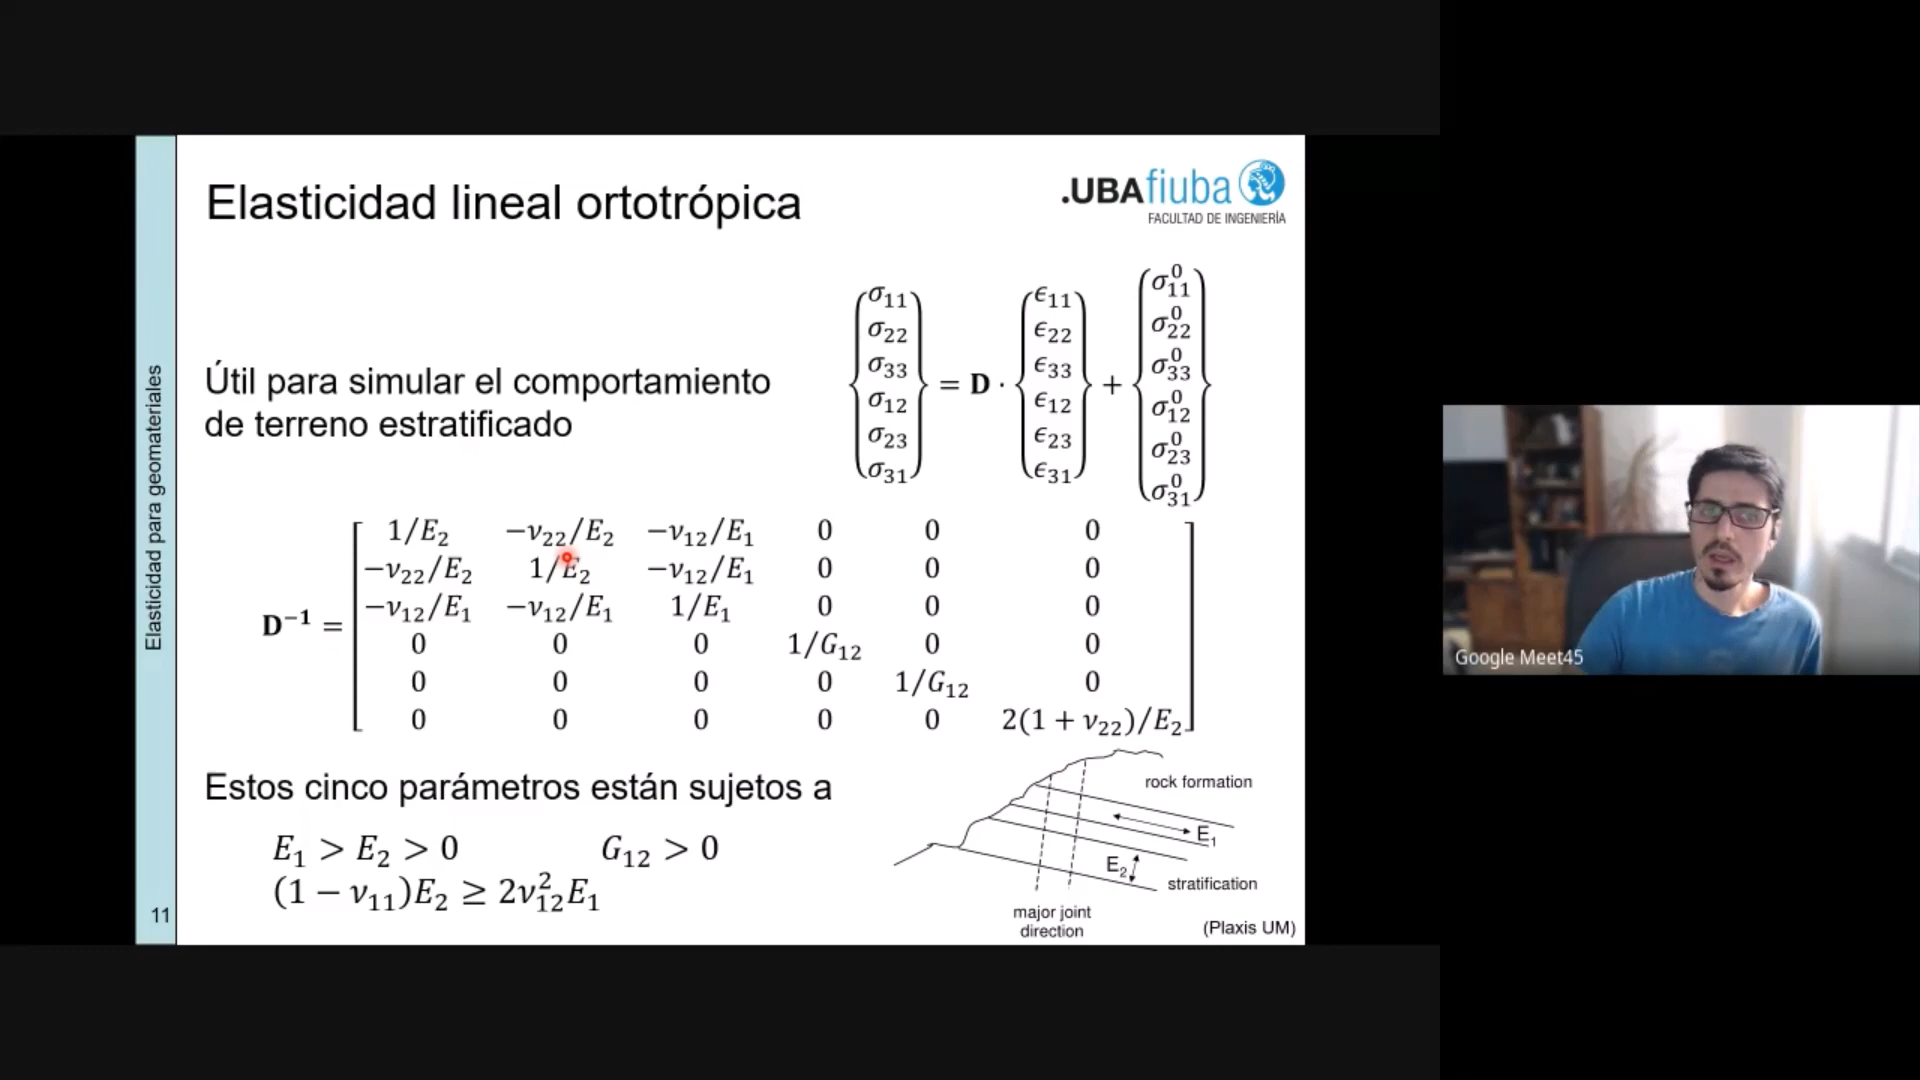 Elasticidad lineal ortotrópica
.UBAfiuba
FACULTAD DE INGENIERÍA
Útil para simular el comportamiento
de terreno estratificado
σ₁₁ ϵ₁₁ σ⁰₁₁
σ₂₂ ϵ₂₂ σ⁰₂₂
σ₃₃ ϵ₃₃ σ⁰₃₃
= D · +
σ₁₂ ϵ₁₂ σ⁰₁₂
σ₂₃ ϵ₂₃ σ⁰₂₃
σ₃₁ ϵ₃₁ σ⁰₃₁
D⁻¹ =
1/E₂ −ν₂₂/E₂ −ν₁₂/E₁ 0 0 0
−ν₂₂/E₂ 1/E₂ −ν₁₂/E₁ 0 0 0
−ν₁₂/E₁ −ν₁₂/E₁ 1/E₁ 0 0 0
0 0 0 1/G₁₂ 0 0
0 0 0 0 1/G₁₂ 0
0 0 0 0 0 2(1 + ν₂₂)/E₂
Estos cinco parámetros están sujetos a
E₁ > E₂ > 0 G₁₂ > 0
(1 − ν₁₁)E₂ ≥ 2ν²₁₂E₁
rock formation
E₁
E₂
stratification
major joint
direction
(Plaxis UM)
Elasticidad para geomateriales
11
Google Meet45